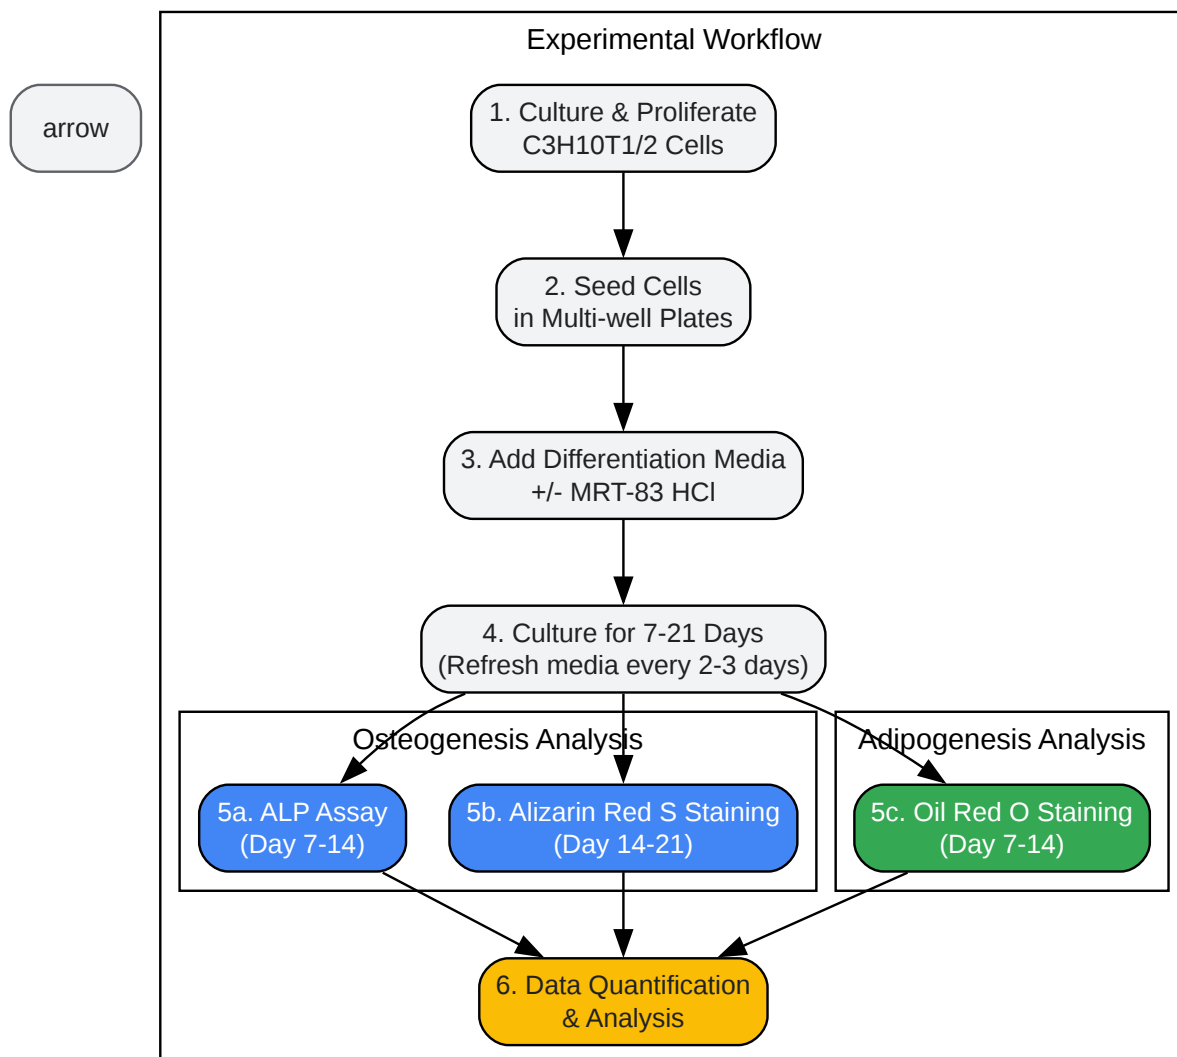 Experimental Workflow
arrow
1. Culture & Proliferate
C3H10T1/2 Cells
2. Seed Cells
in Multi-well Plates
3. Add Differentiation Media
+/- MRT-83 HCl
4. Culture for 7-21 Days
(Refresh media every 2-3 days)
Osteogenesis Analysis
5a. ALP Assay
(Day 7-14)
5b. Alizarin Red S Staining
(Day 14-21)
Adipogenesis Analysis
5c. Oil Red O Staining
(Day 7-14)
6. Data Quantification
& Analysis